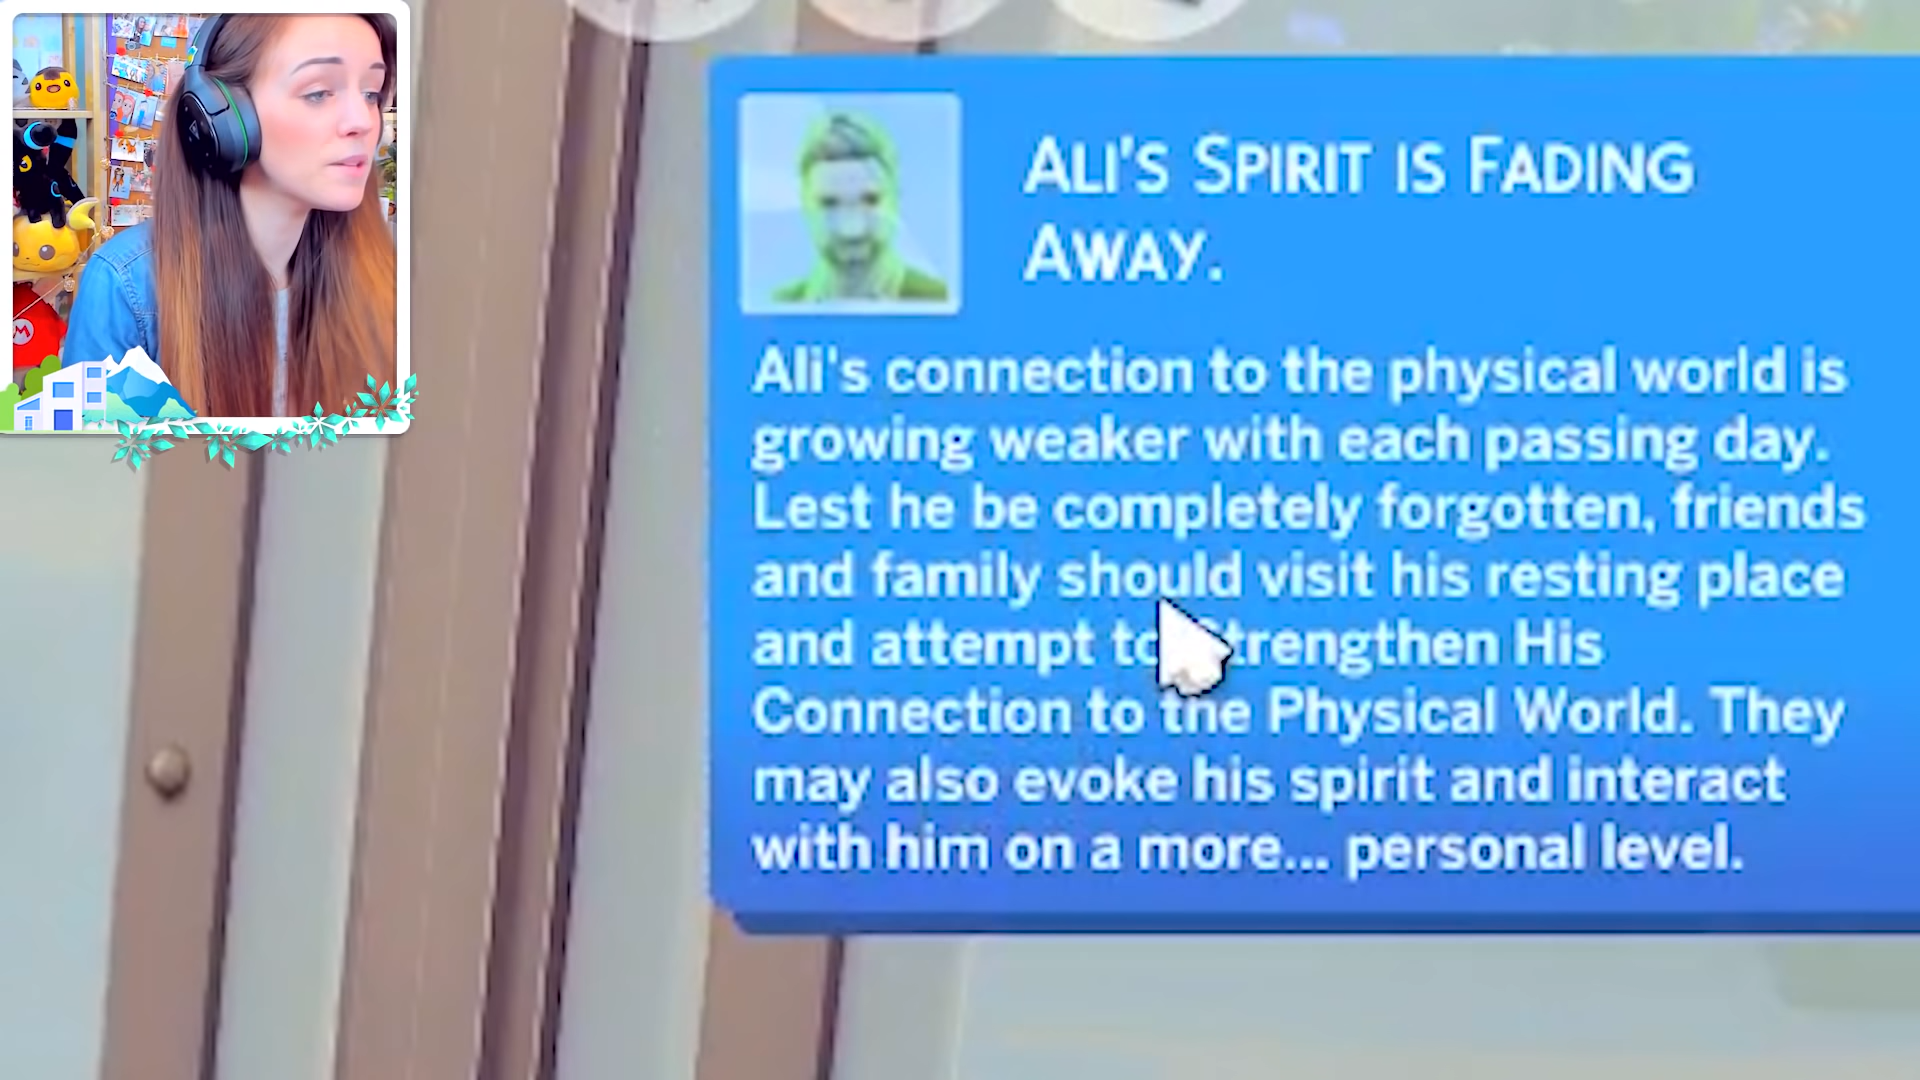 ALI'S SPIRIT IS FADING
AWAY.
Ali's connection to the physical world is
growing weaker with each passing day.
Lest he be completely forgotten, friends
and family should visit his resting place
and attempt to Strengthen His
Connection to the Physical World. They
may also evoke his spirit and interact
with him on a more... personal level.
M